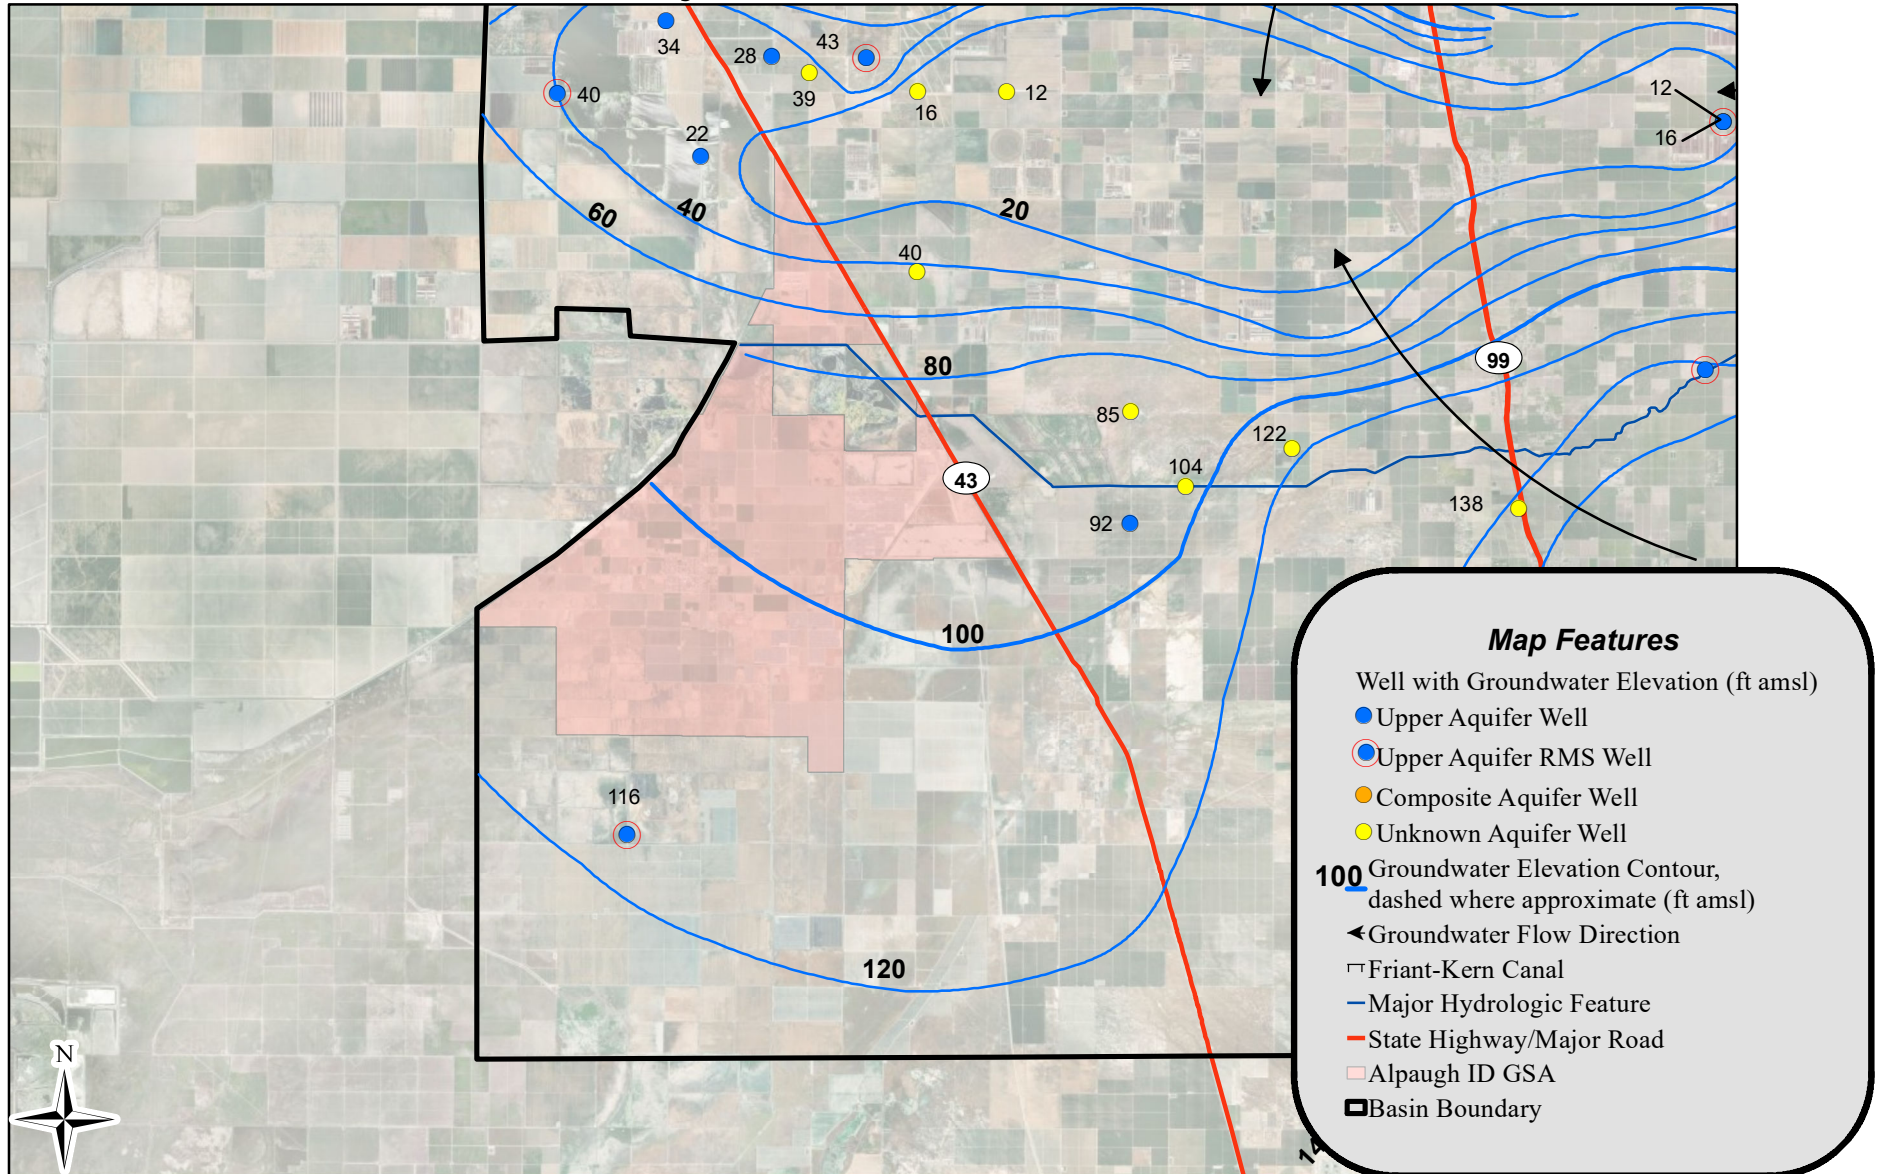 34
28
43
39
40
16
12
12
16
22
60
40
20
40
80
99
85
122
104
43
138
92
100
116
120
14
N
Map Features
Well with Groundwater Elevation (ft amsl)
Upper Aquifer Well
Upper Aquifer RMS Well
Composite Aquifer Well
Unknown Aquifer Well
100 Groundwater Elevation Contour,
dashed where approximate (ft amsl)
Groundwater Flow Direction
Friant-Kern Canal
Major Hydrologic Feature
State Highway/Major Road
Alpaugh ID GSA
Basin Boundary